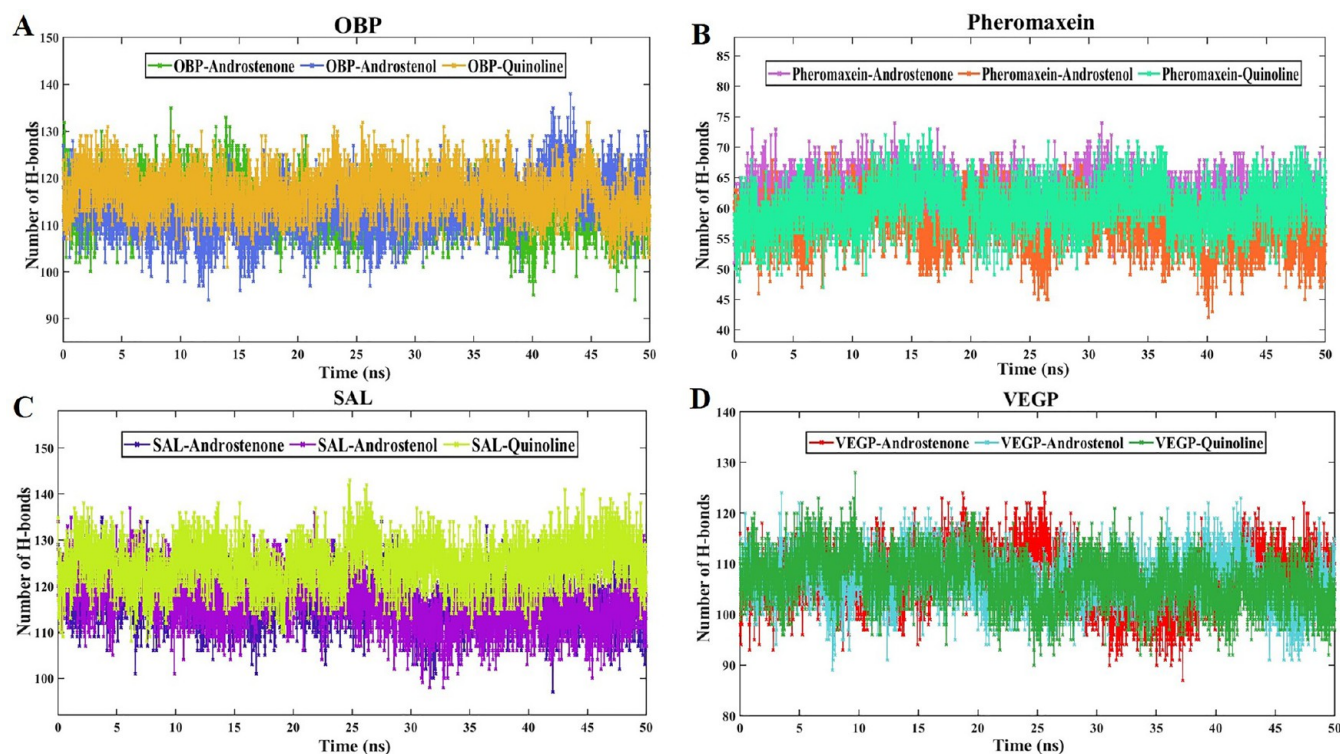 A
OBP
OBP-Androstenone OBP-Androstenol OBP-Quinoline
Number of H-bonds
150
140
130
120
110
100
90
0 5 10 15 20 25 30 35 40 45 50
Time (ns)
B
Pheromaxein
Pheromaxein-Androstenone Pheromaxein-Androstenol Pheromaxein-Quinoline
Number of H-bonds
85
80
75
70
65
60
55
50
45
40
0 5 10 15 20 25 30 35 40 45 50
Time (ns)
C
SAL
SAL-Androstenone SAL-Androstenol SAL-Quinoline
Number of H-bonds
150
140
130
120
110
100
0 5 10 15 20 25 30 35 40 45 50
Time (ns)
D
VEGP
VEGP-Androstenone VEGP-Androstenol VEGP-Quinoline
Number of H-bonds
140
130
120
110
100
90
80
0 5 10 15 20 25 30 35 40 45 50
Time (ns)